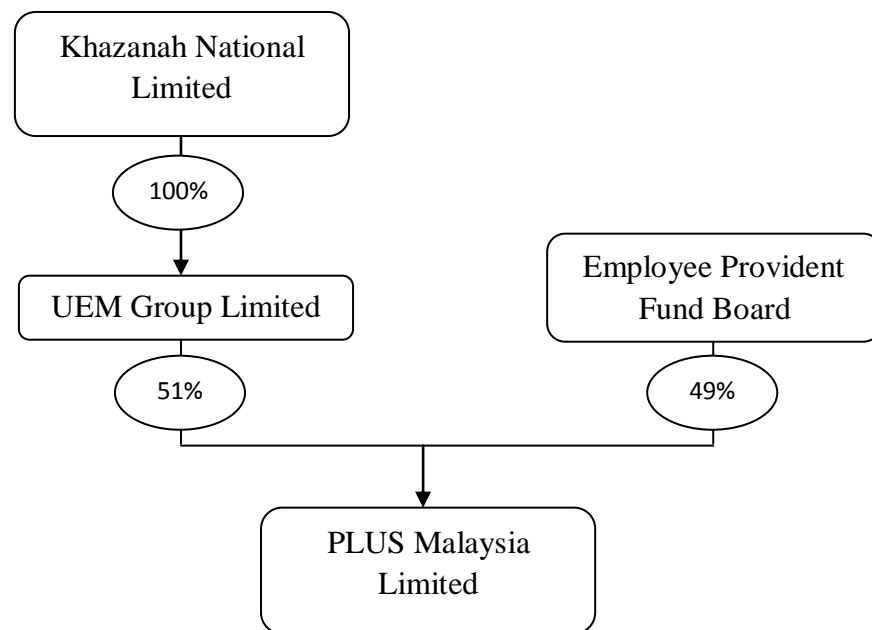 Khazanah National
Limited
100%
UEM Group Limited
Employee Provident
Fund Board
51%
49%
PLUS Malaysia
Limited